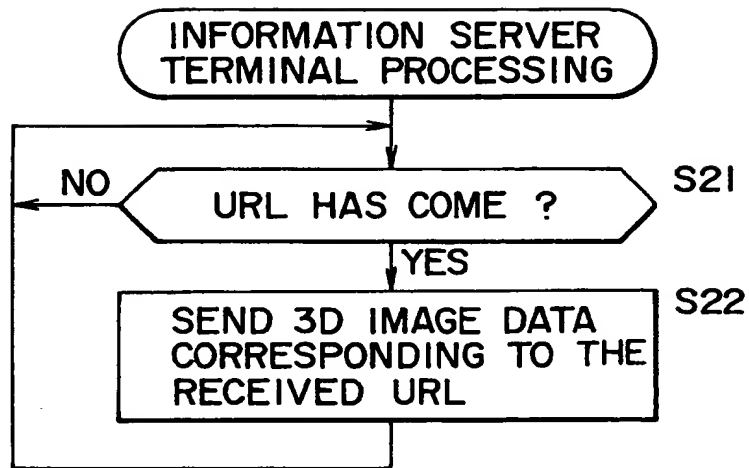 INFORMATION SERVER
TERMINAL PROCESSING
NO
URL HAS COME ?
S21
YES
SEND 3D IMAGE DATA
CORRESPONDING TO THE
RECEIVED URL
S22